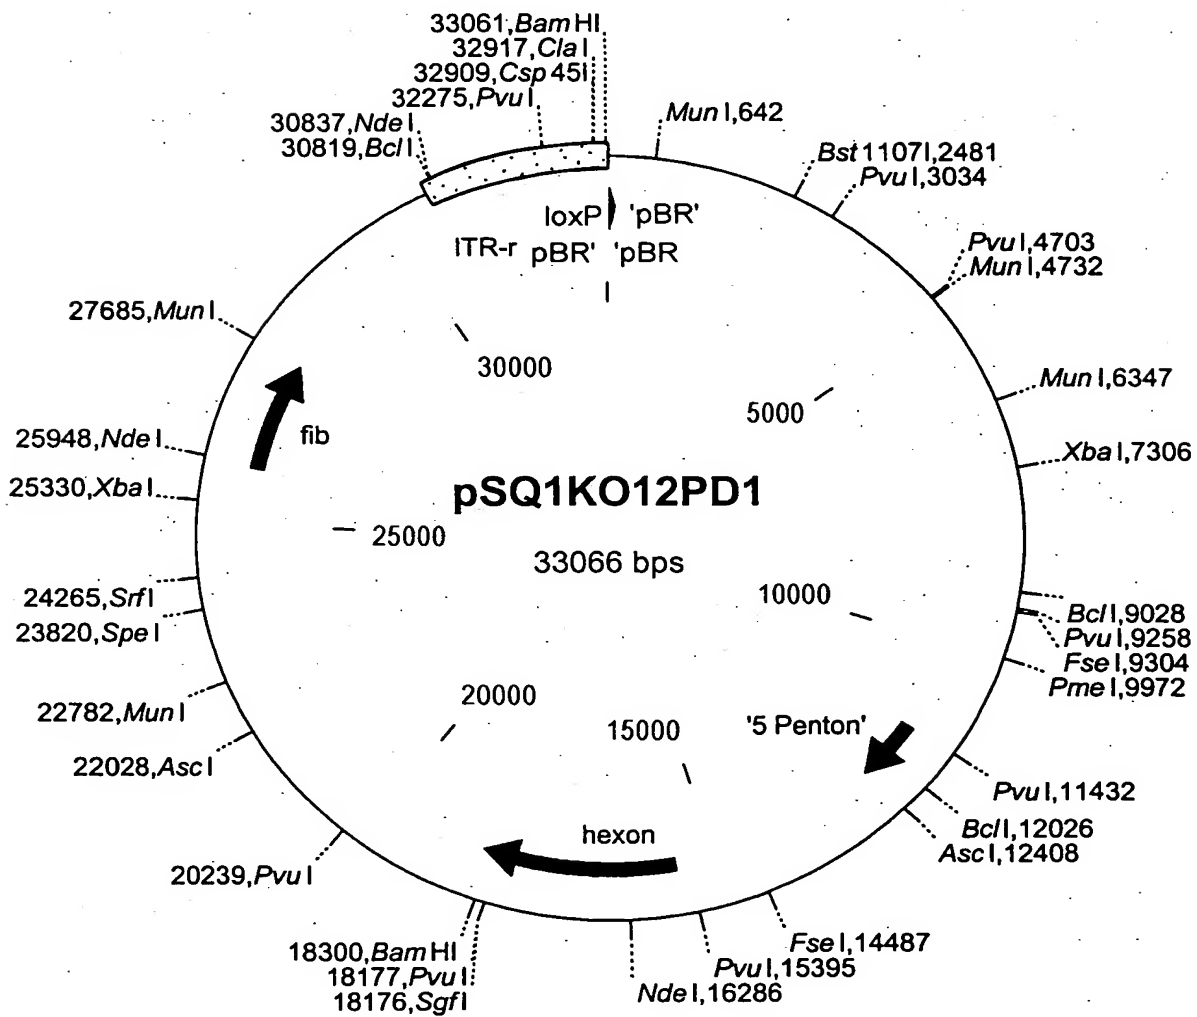 33061,BamHI
32917,ClaI
32909,Csp45I
32275,PvuI
30837,NdeI
30819,BclI
MunI,642
Bst1107I,2481
PvuI,3034
PvuI,4703
MunI,4732
MunI,6347
XbaI,7306
BclI,9028
PvuI,9258
FseI,9304
PmeI,9972
PvuI,11432
BclI,12026
AscI,12408
FseI,14487
PvuI,15395
NdeI,16286
18300,BamHI
18177,PvuI
18176,SgfI
20239,PvuI
22028,AscI
22782,MunI
23820,SpeI
24265,SrfI
25330,XbaI
25948,NdeI
27685,MunI
loxP 'pBR'
ITR-r pBR' 'pBR
30000
5000
fib
pSQ1KO12PD1
25000
33066 bps
10000
20000
15000
'5 Penton'
hexon